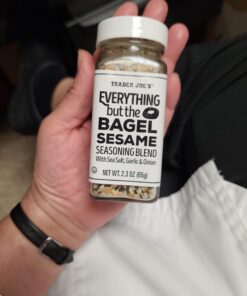 TRADER JOE'S
EVERYTHING
but the
BAGEL
SESAME
SEASONING BLEND
With Sea Salt, Garlic & Onion
NET WT. 2.3 OZ (65g)